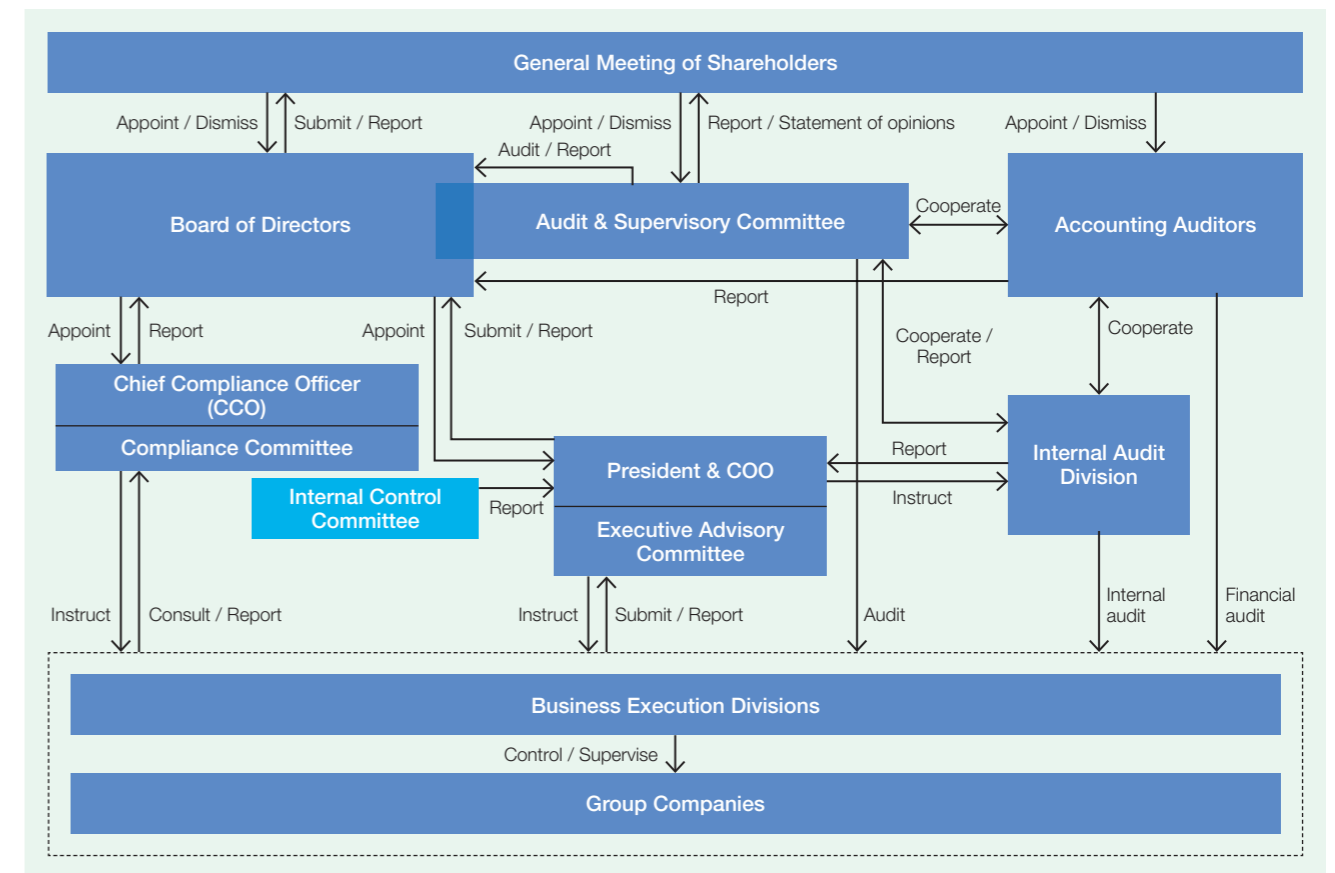 General Meeting of Shareholders
Appoint / Dismiss
Submit / Report
Appoint / Dismiss
Report / Statement of opinions
Appoint / Dismiss
Audit / Report
Board of Directors
Audit & Supervisory Committee
Cooperate
Accounting Auditors
Report
Appoint
Report
Appoint
Submit / Report
Cooperate /
Report
Cooperate
Chief Compliance Officer
(CCO)
Compliance Committee
Internal Control
Committee
Report
President & COO
Executive Advisory
Committee
Report
Instruct
Internal Audit
Division
Instruct
Consult / Report
Instruct
Submit / Report
Audit
Internal
audit
Financial
audit
Business Execution Divisions
Control / Supervise
Group Companies